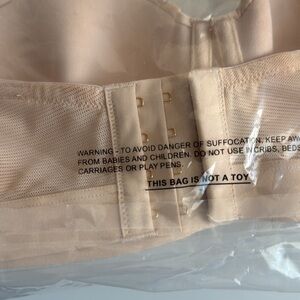 WARNING - TO AVOID DANGER OF SUFFOCATION, KEEP AWA
FROM BABIES AND CHILDREN. DO NOT USE IN CRIBS, BEDS
CARRIAGES OR PLAY PENS.
THIS BAG IS NOT A TOY